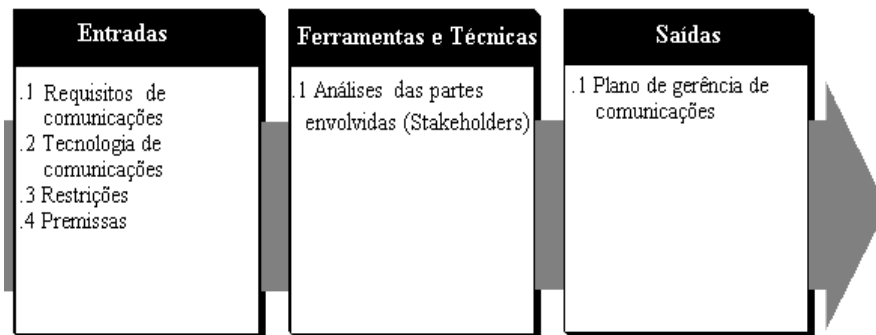 Entradas
.1 Requisitos de
comunicações
.2 Tecnologia de
comunicações
.3 Restrições
.4 Premissas
Ferramentas e Técnicas
.1 Análises das partes
envolvidas (Stakeholders)
Saídas
.1 Plano de gerência de
comunicações